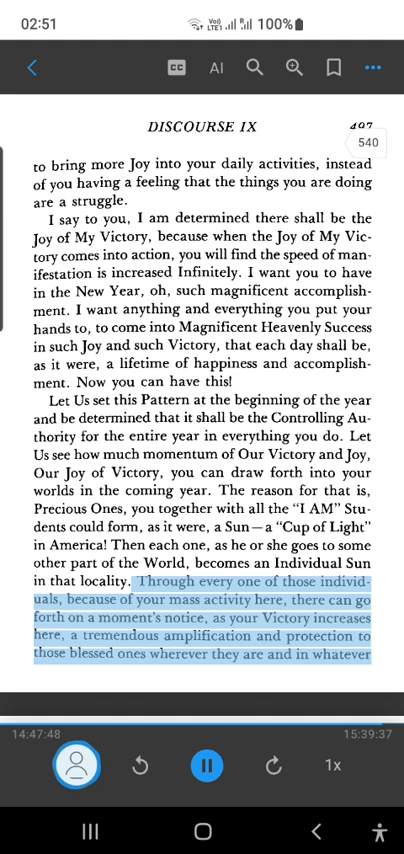 02:51
Vo)) LTE1 R 100%
CC AI
DISCOURSE IX 497
540
to bring more Joy into your daily activities, instead
of you having a feeling that the things you are doing
are a struggle.
I say to you, I am determined there shall be the
Joy of My Victory, because when the Joy of My Vic-
tory comes into action, you will find the speed of man-
ifestation is increased Infinitely. I want you to have
in the New Year, oh, such magnificent accomplish-
ment. I want anything and everything you put your
hands to, to come into Magnificent Heavenly Success
in such Joy and such Victory, that each day shall be,
as it were, a lifetime of happiness and accomplish-
ment. Now you can have this!
Let Us set this Pattern at the beginning of the year
and be determined that it shall be the Controlling Au-
thority for the entire year in everything you do. Let
Us see how much momentum of Our Victory and Joy,
Our Joy of Victory, you can draw forth into your
worlds in the coming year. The reason for that is,
Precious Ones, you together with all the “I AM” Stu-
dents could form, as it were, a Sun—a “Cup of Light”
in America! Then each one, as he or she goes to some
other part of the World, becomes an Individual Sun
in that locality. Through every one of those individ-
uals, because of your mass activity here, there can go
forth on a moment's notice, as your Victory increases
here, a tremendous amplification and protection to
those blessed ones wherever they are and in whatever
14:47:48 15:39:37
1x